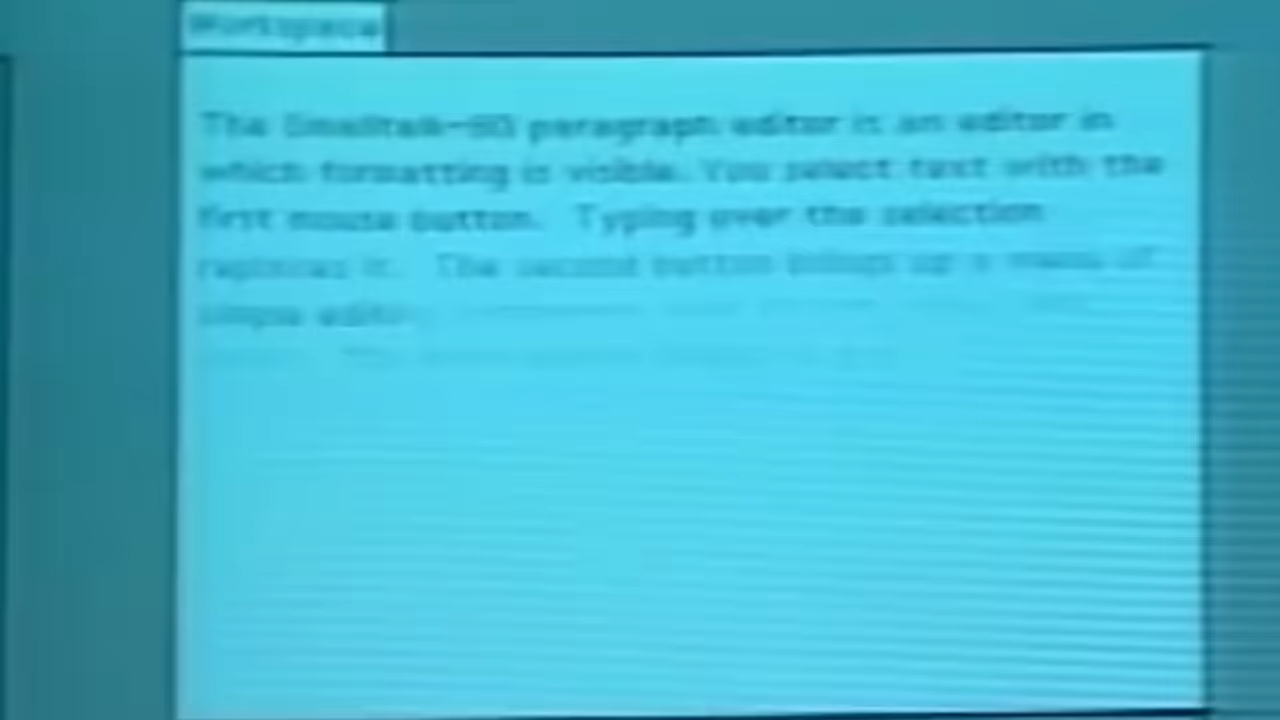 Workspace
The Smalltalk-80 paragraph editor is an editor in
which formatting is visible. You select text with the
first mouse button. Typing over the selection
replaces it. The second button brings up a menu of
simple